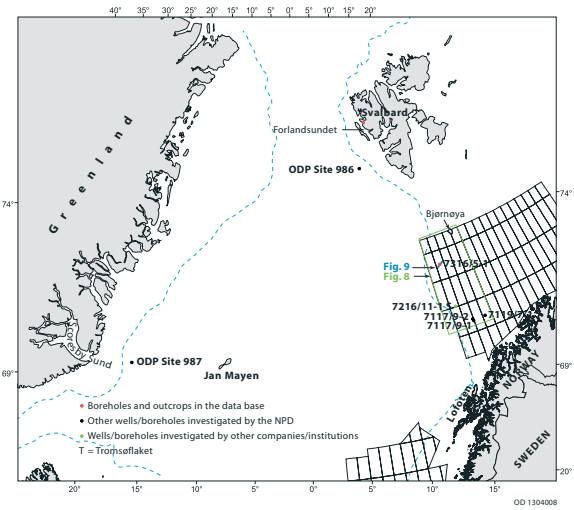 40° 35° 30° 25° 20° 15° 10° 5° 0° 5° 10° 15° 20°
Svalbard
Forlandsundet
ODP Site 986
Greenland
74°
74°
Bjørnøya
Fig. 9
7316/5-1
Fig. 8
7216/11-1-S
7117/9-2
7119/7-1
7117/9-1
Scoresby Sund
ODP Site 987
Jan Mayen
69°
69°
NORWAY
Lofoten
Boreholes and outcrops in the data base
Other wells/boreholes investigated by the NPD
Wells/boreholes investigated by other companies/institutions
T = Tromsøflaket
SWEDEN
20°
20° 15° 10° 5° 0° 5° 10° 15°
OD 1304008